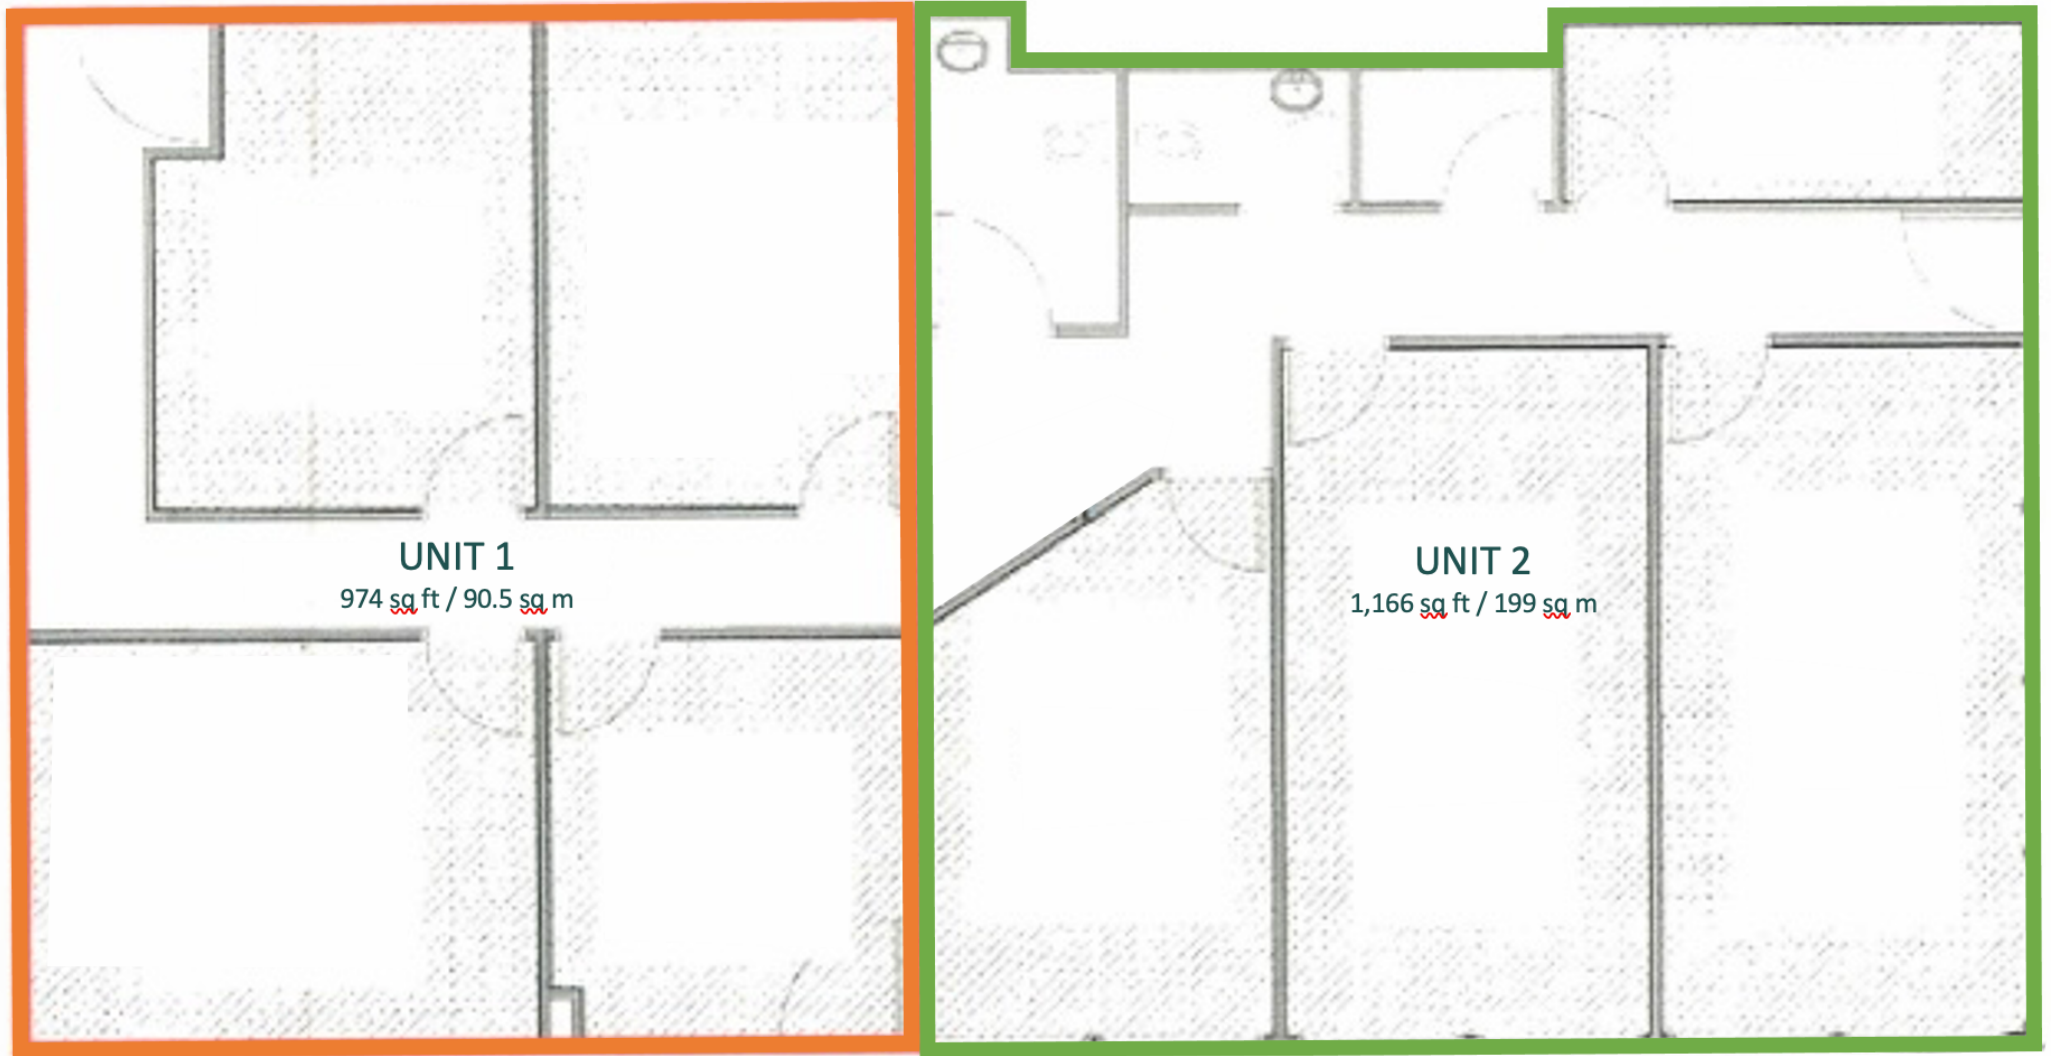 UNIT 1
974 sq ft / 90.5 sq m
UNIT 2
1,166 sq ft / 199 sq m